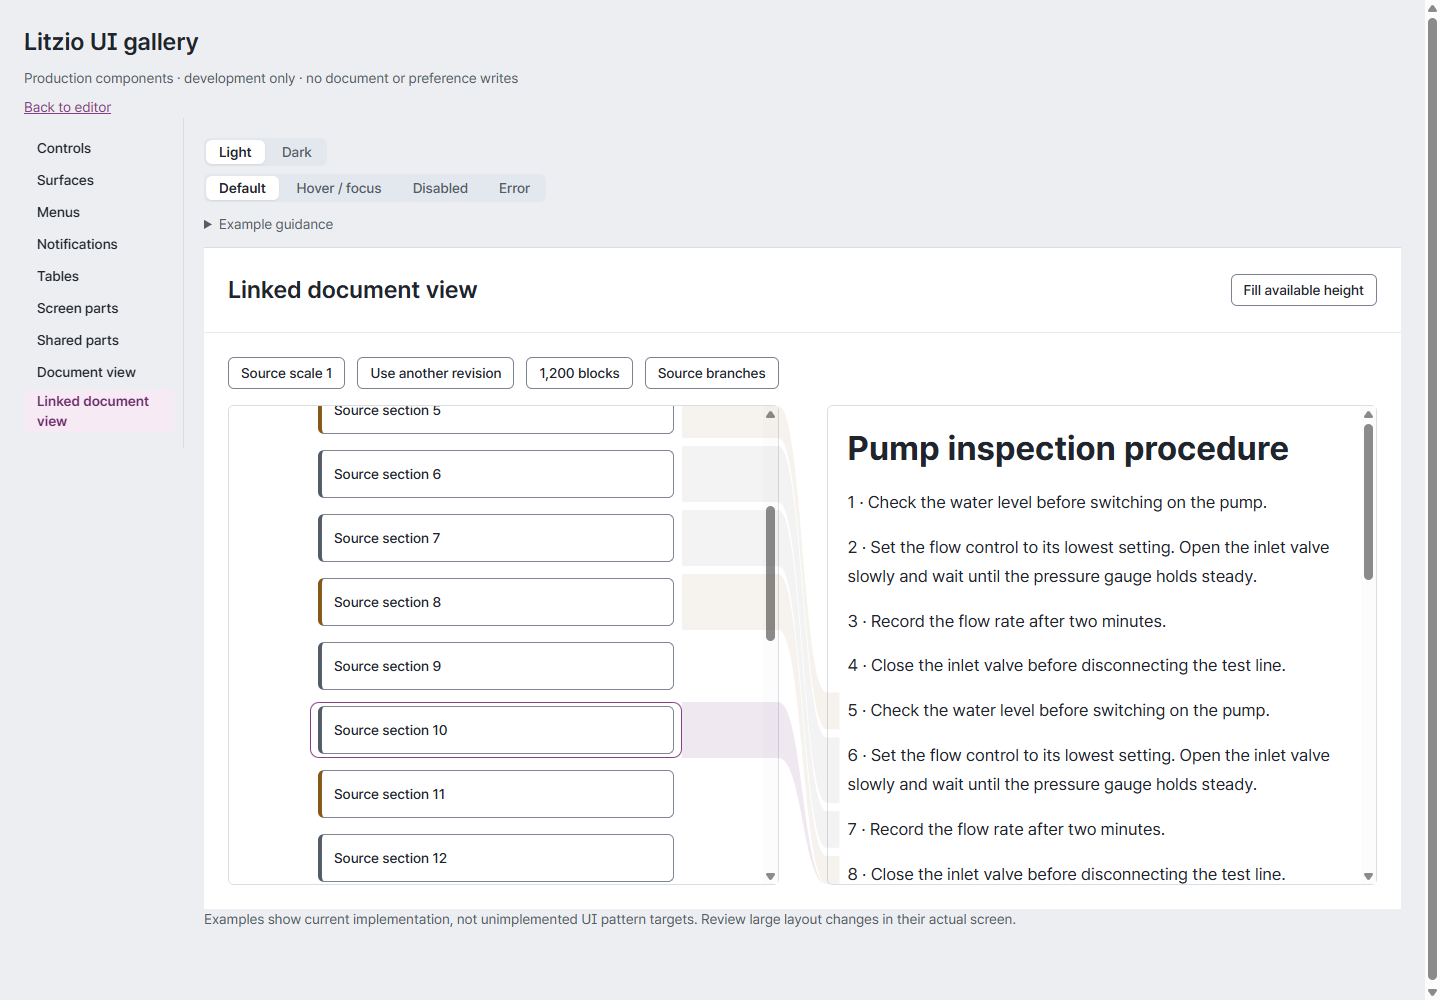 Litzio UI gallery
Production components · development only · no document or preference writes
Back to editor
Controls
Surfaces
Menus
Notifications
Tables
Screen parts
Shared parts
Document view
Linked document
view
Light
Dark
Default
Hover / focus
Disabled
Error
Example guidance
Linked document view
Fill available height
Source scale 1
Use another revision
1,200 blocks
Source branches
Source section 5
Source section 6
Source section 7
Source section 8
Source section 9
Source section 10
Source section 11
Source section 12
Pump inspection procedure
1 · Check the water level before switching on the pump.
2 · Set the flow control to its lowest setting. Open the inlet valve
slowly and wait until the pressure gauge holds steady.
3 · Record the flow rate after two minutes.
4 · Close the inlet valve before disconnecting the test line.
5 · Check the water level before switching on the pump.
6 · Set the flow control to its lowest setting. Open the inlet valve
slowly and wait until the pressure gauge holds steady.
7 · Record the flow rate after two minutes.
8 · Close the inlet valve before disconnecting the test line.
Examples show current implementation, not unimplemented UI pattern targets. Review large layout changes in their actual screen.